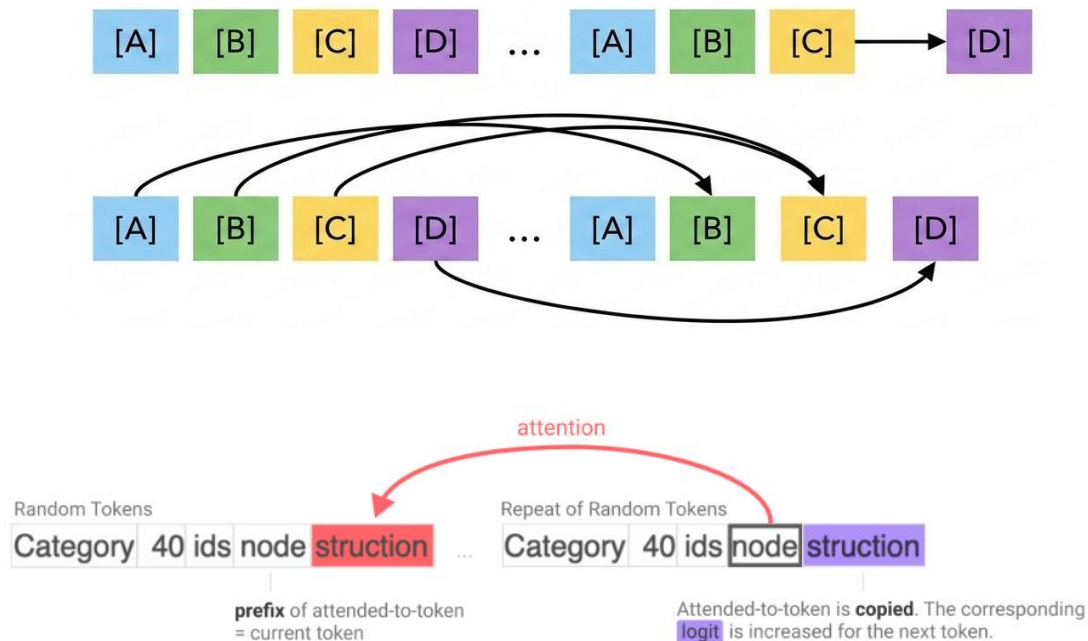 [A] [B] [C] [D] ... [A] [B] [C] [D]
[A] [B] [C] [D] ... [A] [B] [C] [D]
attention
Random Tokens
Repeat of Random Tokens
Category 40 ids node struction ... Category 40 ids node struction
prefix of attended-to-token
= current token
Attended-to-token is copied. The corresponding
logit is increased for the next token.